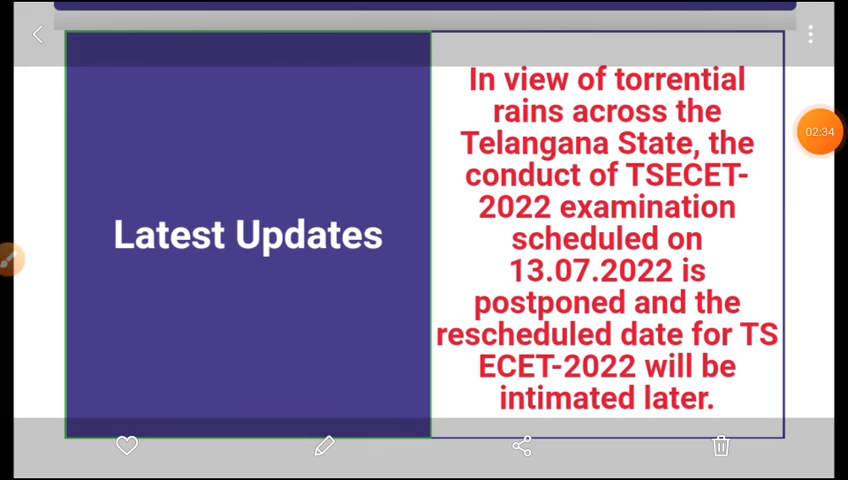 Latest Updates
In view of torrential
rains across the
Telangana State, the
conduct of TSECET-
2022 examination
scheduled on
13.07.2022 is
postponed and the
rescheduled date for TS
ECET-2022 will be
intimated later.
02:34